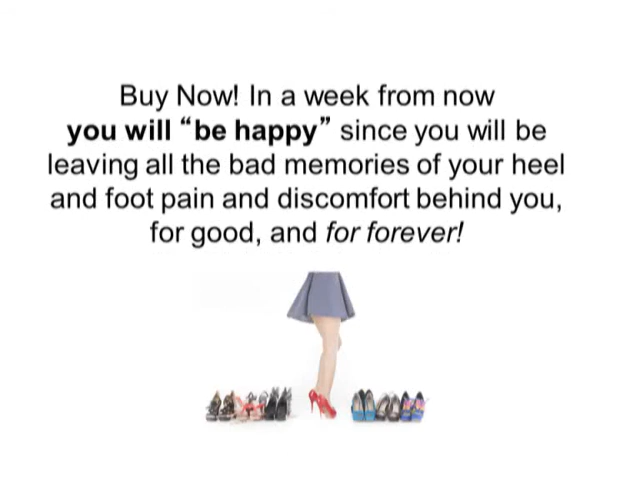 Buy Now! In a week from now
you will “be happy” since you will be
leaving all the bad memories of your heel
and foot pain and discomfort behind you,
for good, and for forever!